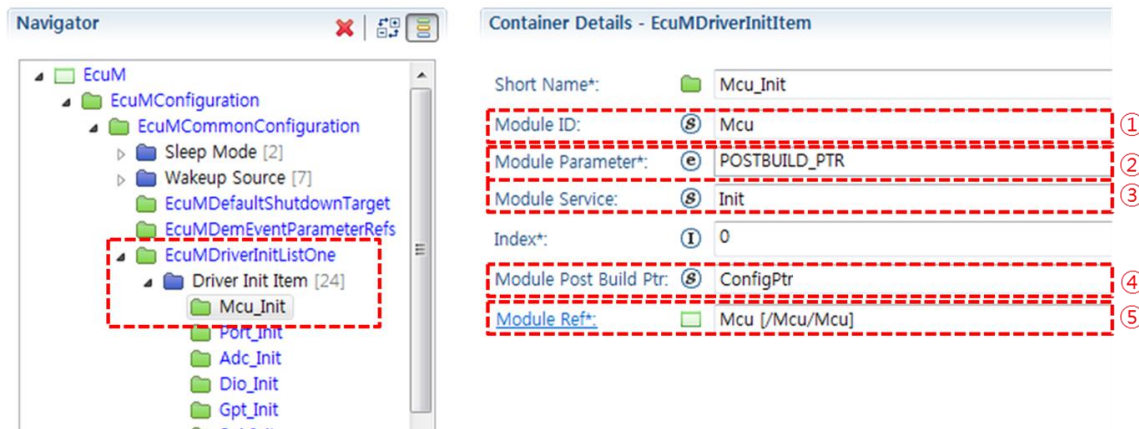 Navigator
EcuM
EcuMConfiguration
EcuMCommonConfiguration
Sleep Mode [2]
Wakeup Source [7]
EcuMDefaultShutdownTarget
EcuMDemEventParameterRefs
EcuMDriverInitListOne
Driver Init Item [24]
Mcu_Init
Port_Init
Adc_Init
Dio_Init
Gpt_Init
Container Details - EcuMDriverInitItem
Short Name*: Mcu_Init
Module ID: S Mcu ①
Module Parameter*: e POSTBUILD_PTR ②
Module Service: S Init ③
Index*: I 0
Module Post Build Ptr: S ConfigPtr ④
Module Ref*: Mcu [/Mcu/Mcu] ⑤